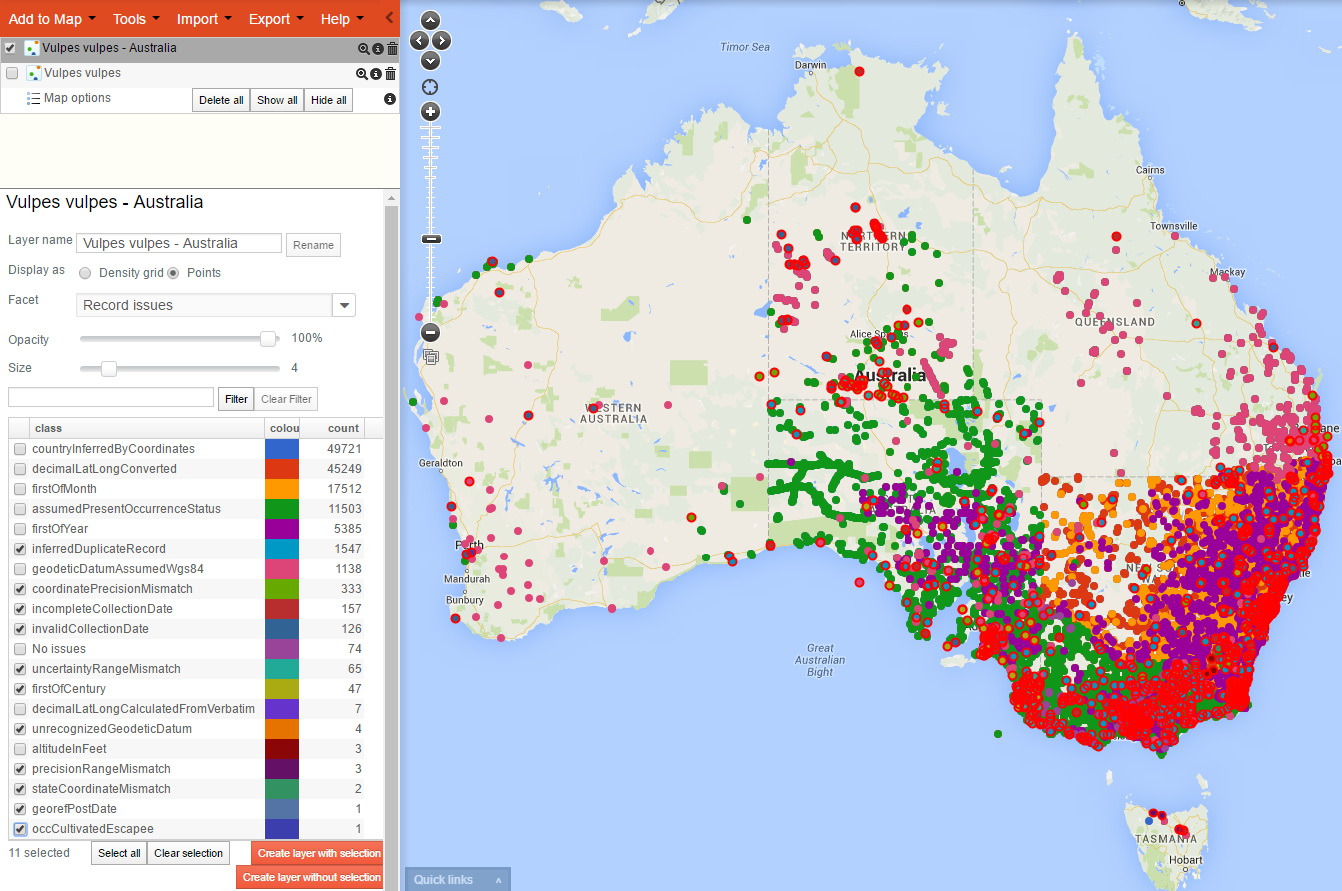 Add to Map Tools Import Export Help
Vulpes vulpes - Australia
Vulpes vulpes
Map options Delete all Show all Hide all
Vulpes vulpes - Australia
Layer name Vulpes vulpes - Australia Rename
Display as Density grid Points
Facet Record issues
Opacity 100%
Size 4
Filter Clear Filter
class colou count
countryInferredByCoordinates 49721
decimalLatLongConverted 45249
firstOfMonth 17512
assumedPresentOccurrenceStatus 11503
firstOfYear 5385
inferredDuplicateRecord 1547
geodeticDatumAssumedWgs84 1138
coordinatePrecisionMismatch 333
incompleteCollectionDate 157
invalidCollectionDate 126
No issues 74
uncertaintyRangeMismatch 65
firstOfCentury 47
decimalLatLongCalculatedFromVerbatim 7
unrecognizedGeodeticDatum 4
altitudeInFeet 3
precisionRangeMismatch 3
stateCoordinateMismatch 2
georefPostDate 1
occCultivatedEscapee 1
11 selected Select all Clear selection Create layer with selection
Create layer without selection
Timor Sea
Darwin
Cairns
Townsville
NORTHERN
TERRITORY
Mackay
QUEENSLAND
Alice Sp
Australia
WESTERN
AUSTRALIA
Geraldton
Perth
Mandurah
Bunbury
Great
Australian
Bight
TASMANIA
Hobart
Quick links